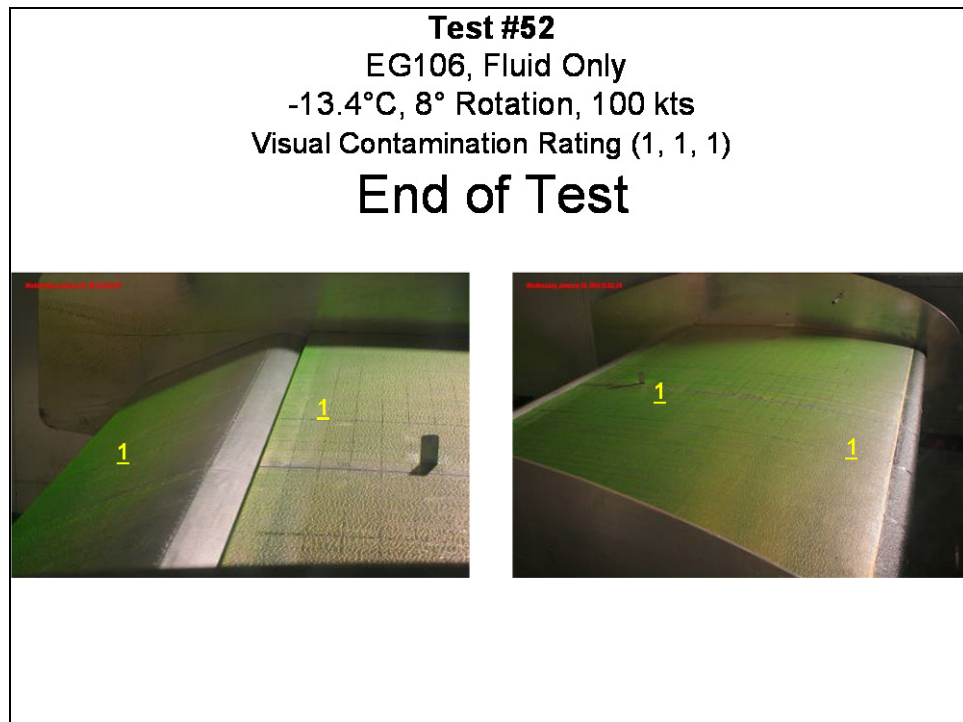 Test #52
EG106, Fluid Only
-13.4°C, 8° Rotation, 100 kts
Visual Contamination Rating (1, 1, 1)
End of Test
1
1
1
1